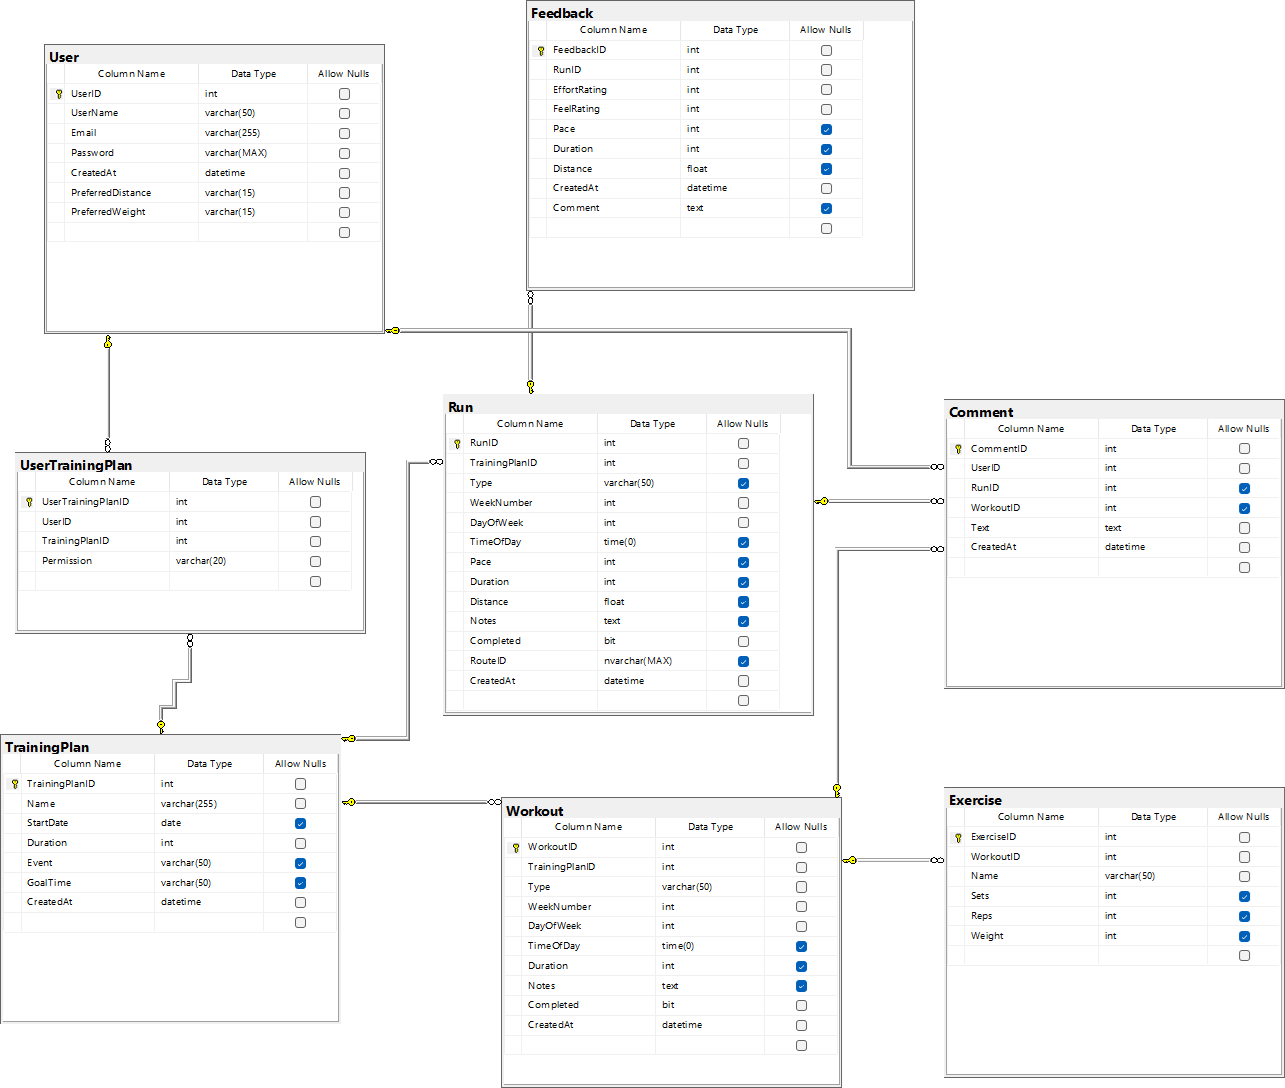 User
Column Name Data Type Allow Nulls
UserID int
UserName varchar(50)
Email varchar(255)
Password varchar(MAX)
CreatedAt datetime
PreferredDistance varchar(15)
PreferredWeight varchar(15)
Feedback
Column Name Data Type Allow Nulls
FeedbackID int
RunID int
EffortRating int
FeelRating int
Pace int
Duration int
Distance float
CreatedAt datetime
Comment text
UserTrainingPlan
Column Name Data Type Allow Nulls
UserTrainingPlanID int
UserID int
TrainingPlanID int
Permission varchar(20)
Run
Column Name Data Type Allow Nulls
RunID int
TrainingPlanID int
Type varchar(50)
WeekNumber int
DayOfWeek int
TimeOfDay time(0)
Pace int
Duration int
Distance float
Notes text
Completed bit
RouteID nvarchar(MAX)
CreatedAt datetime
Comment
Column Name Data Type Allow Nulls
CommentID int
UserID int
RunID int
WorkoutID int
Text text
CreatedAt datetime
TrainingPlan
Column Name Data Type Allow Nulls
TrainingPlanID int
Name varchar(255)
StartDate date
Duration int
Event varchar(50)
GoalTime varchar(50)
CreatedAt datetime
Workout
Column Name Data Type Allow Nulls
WorkoutID int
TrainingPlanID int
Type varchar(50)
WeekNumber int
DayOfWeek int
TimeOfDay time(0)
Duration int
Notes text
Completed bit
CreatedAt datetime
Exercise
Column Name Data Type Allow Nulls
ExerciseID int
WorkoutID int
Name varchar(50)
Sets int
Reps int
Weight int